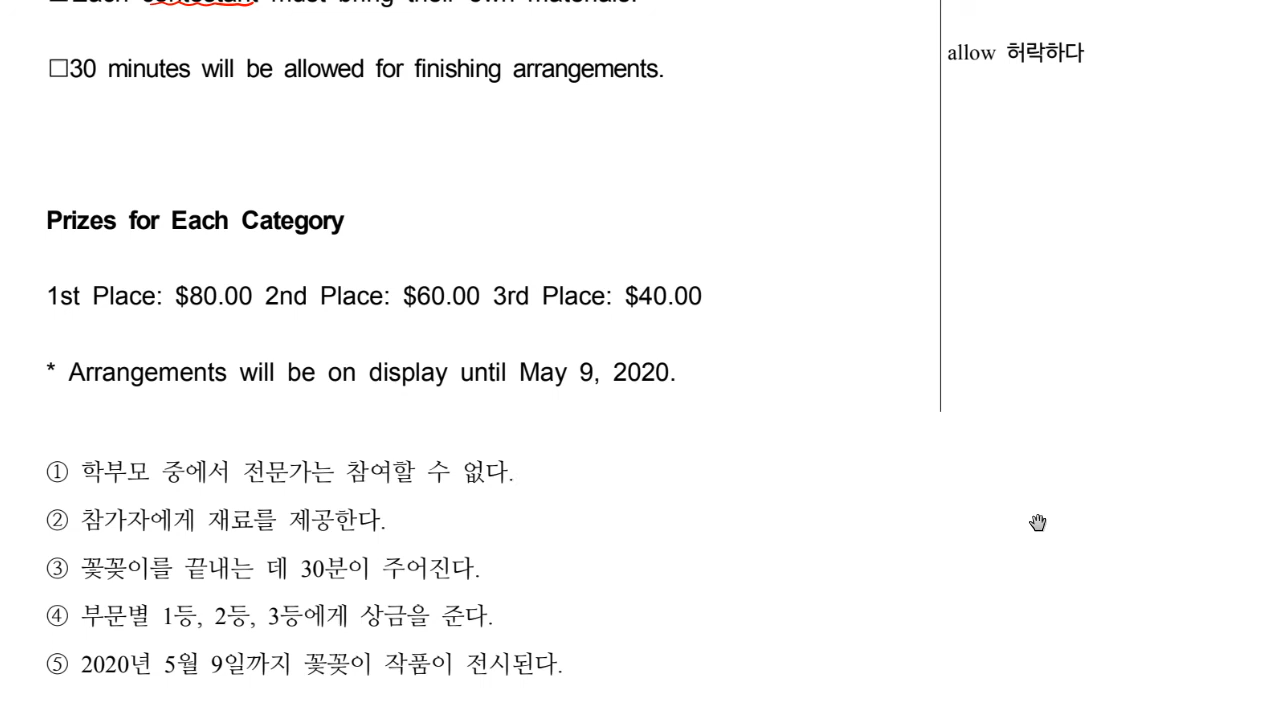 must bring their own materials.
☐30 minutes will be allowed for finishing arrangements.
allow 허락하다
Prizes for Each Category
1st Place: $80.00 2nd Place: $60.00 3rd Place: $40.00
* Arrangements will be on display until May 9, 2020.
① 학부모 중에서 전문가는 참여할 수 없다.
② 참가자에게 재료를 제공한다.
③ 꽃꽂이를 끝내는 데 30분이 주어진다.
④ 부문별 1등, 2등, 3등에게 상금을 준다.
⑤ 2020년 5월 9일까지 꽃꽂이 작품이 전시된다.